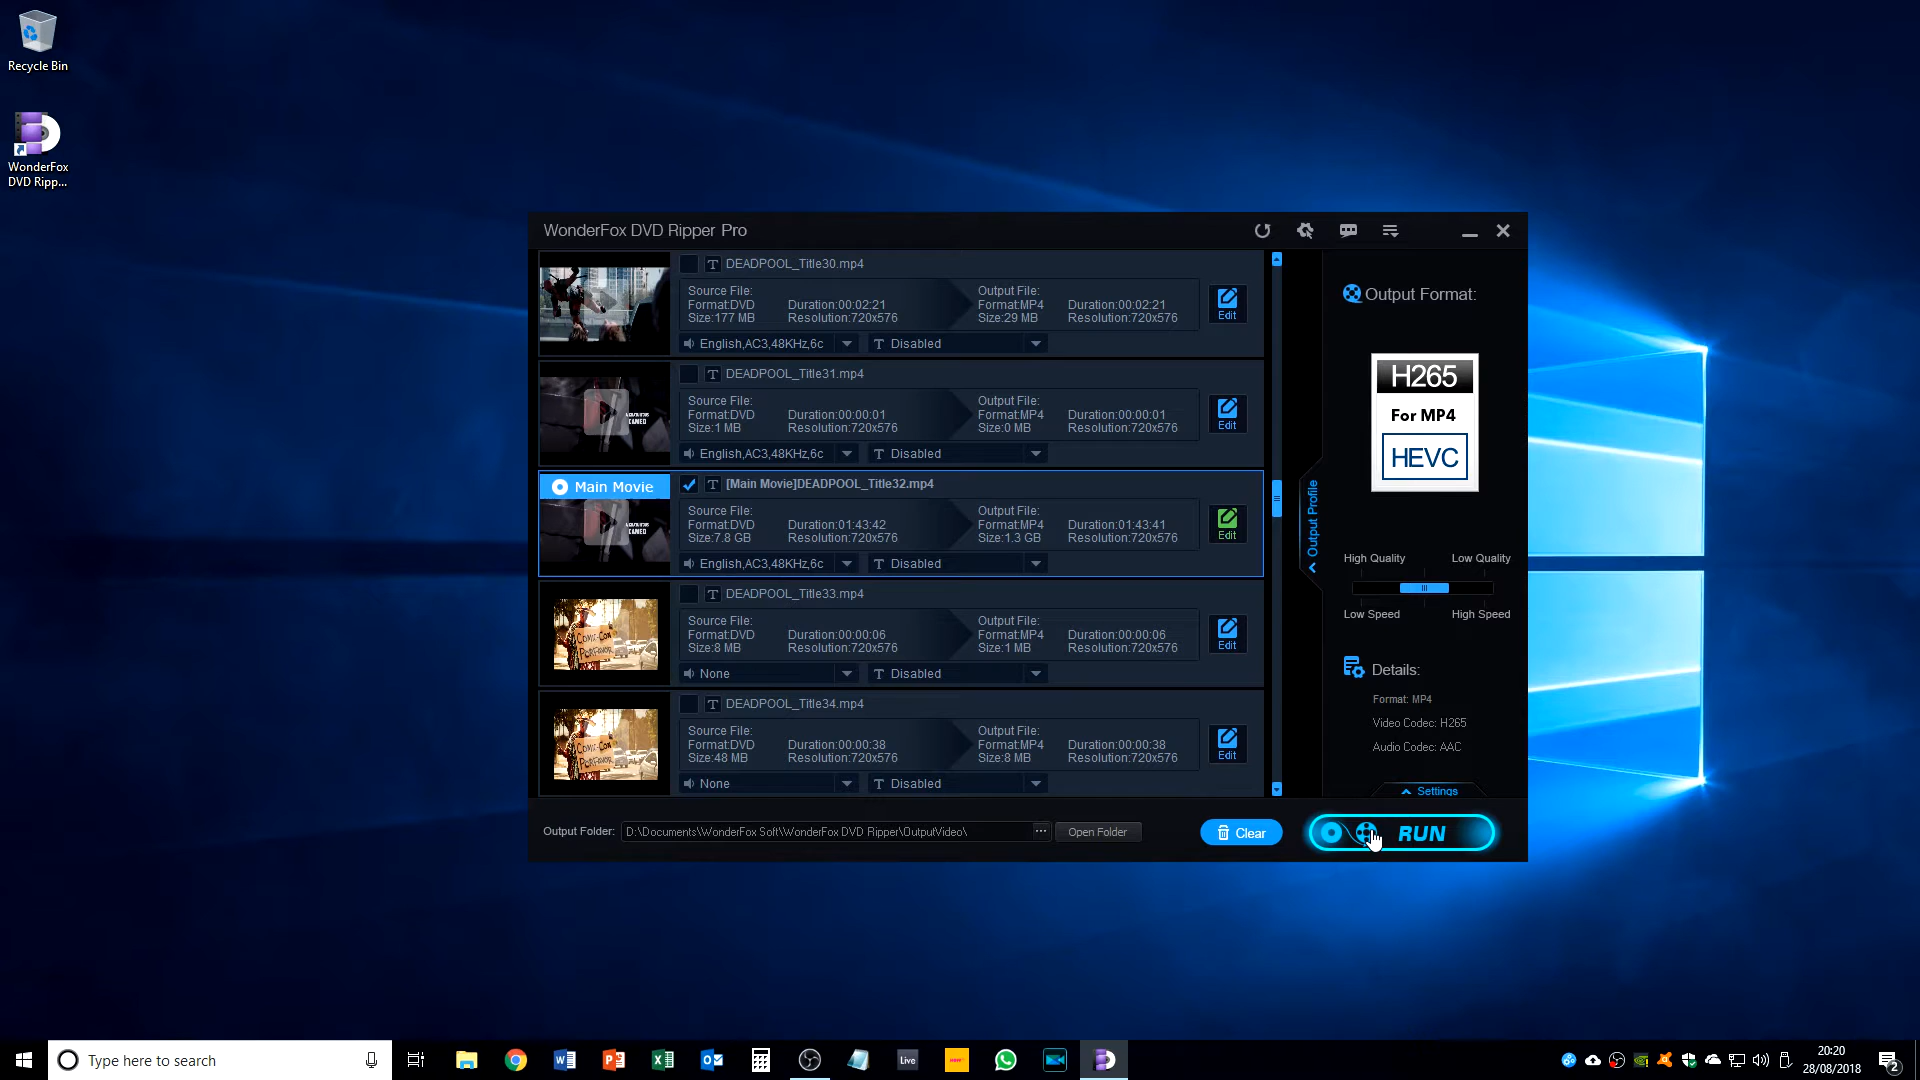 Recycle Bin
WonderFox
DVD Ripp...
WonderFox DVD Ripper Pro
DEADPOOL_Title30.mp4
Source File:
Format:DVD Duration:00:02:21
Size:177 MB Resolution:720x576
Output File:
Format:MP4 Duration:00:02:21
Size:29 MB Resolution:720x576
Edit
English,AC3,48KHz,6c
T Disabled
DEADPOOL_Title31.mp4
Source File:
Format:DVD Duration:00:00:01
Size:1 MB Resolution:720x576
Output File:
Format:MP4 Duration:00:00:01
Size:0 MB Resolution:720x576
Edit
English,AC3,48KHz,6c
T Disabled
Main Movie
[Main Movie]DEADPOOL_Title32.mp4
Source File:
Format:DVD Duration:01:43:42
Size:7.8 GB Resolution:720x576
Output File:
Format:MP4 Duration:01:43:41
Size:1.3 GB Resolution:720x576
Edit
English,AC3,48KHz,6c
T Disabled
DEADPOOL_Title33.mp4
Source File:
Format:DVD Duration:00:00:06
Size:8 MB Resolution:720x576
Output File:
Format:MP4 Duration:00:00:06
Size:1 MB Resolution:720x576
Edit
None
T Disabled
DEADPOOL_Title34.mp4
Source File:
Format:DVD Duration:00:00:38
Size:48 MB Resolution:720x576
Output File:
Format:MP4 Duration:00:00:38
Size:8 MB Resolution:720x576
Edit
None
T Disabled
Output Profile
Output Format:
H265
For MP4
HEVC
High Quality Low Quality
Low Speed High Speed
Details:
Format: MP4
Video Codec: H265
Audio Codec: AAC
Settings
Output Folder: D:\Documents\WonderFox Soft\WonderFox DVD Ripper\OutputVideo\ ... Open Folder
Clear
RUN
Type here to search
Live
20:20
28/08/2018
2